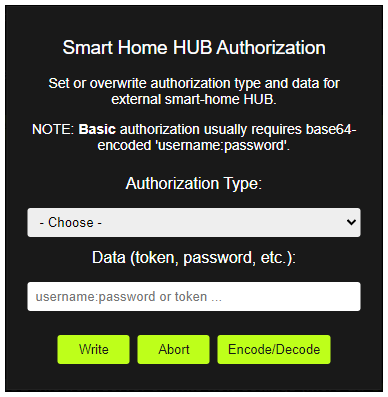 Smart Home HUB Authorization
Set or overwrite authorization type and data for
external smart-home HUB.
NOTE: Basic authorization usually requires base64-
encoded 'username:password'.
Authorization Type:
- Choose -
Data (token, password, etc.):
username:password or token ...
Write
Abort
Encode/Decode